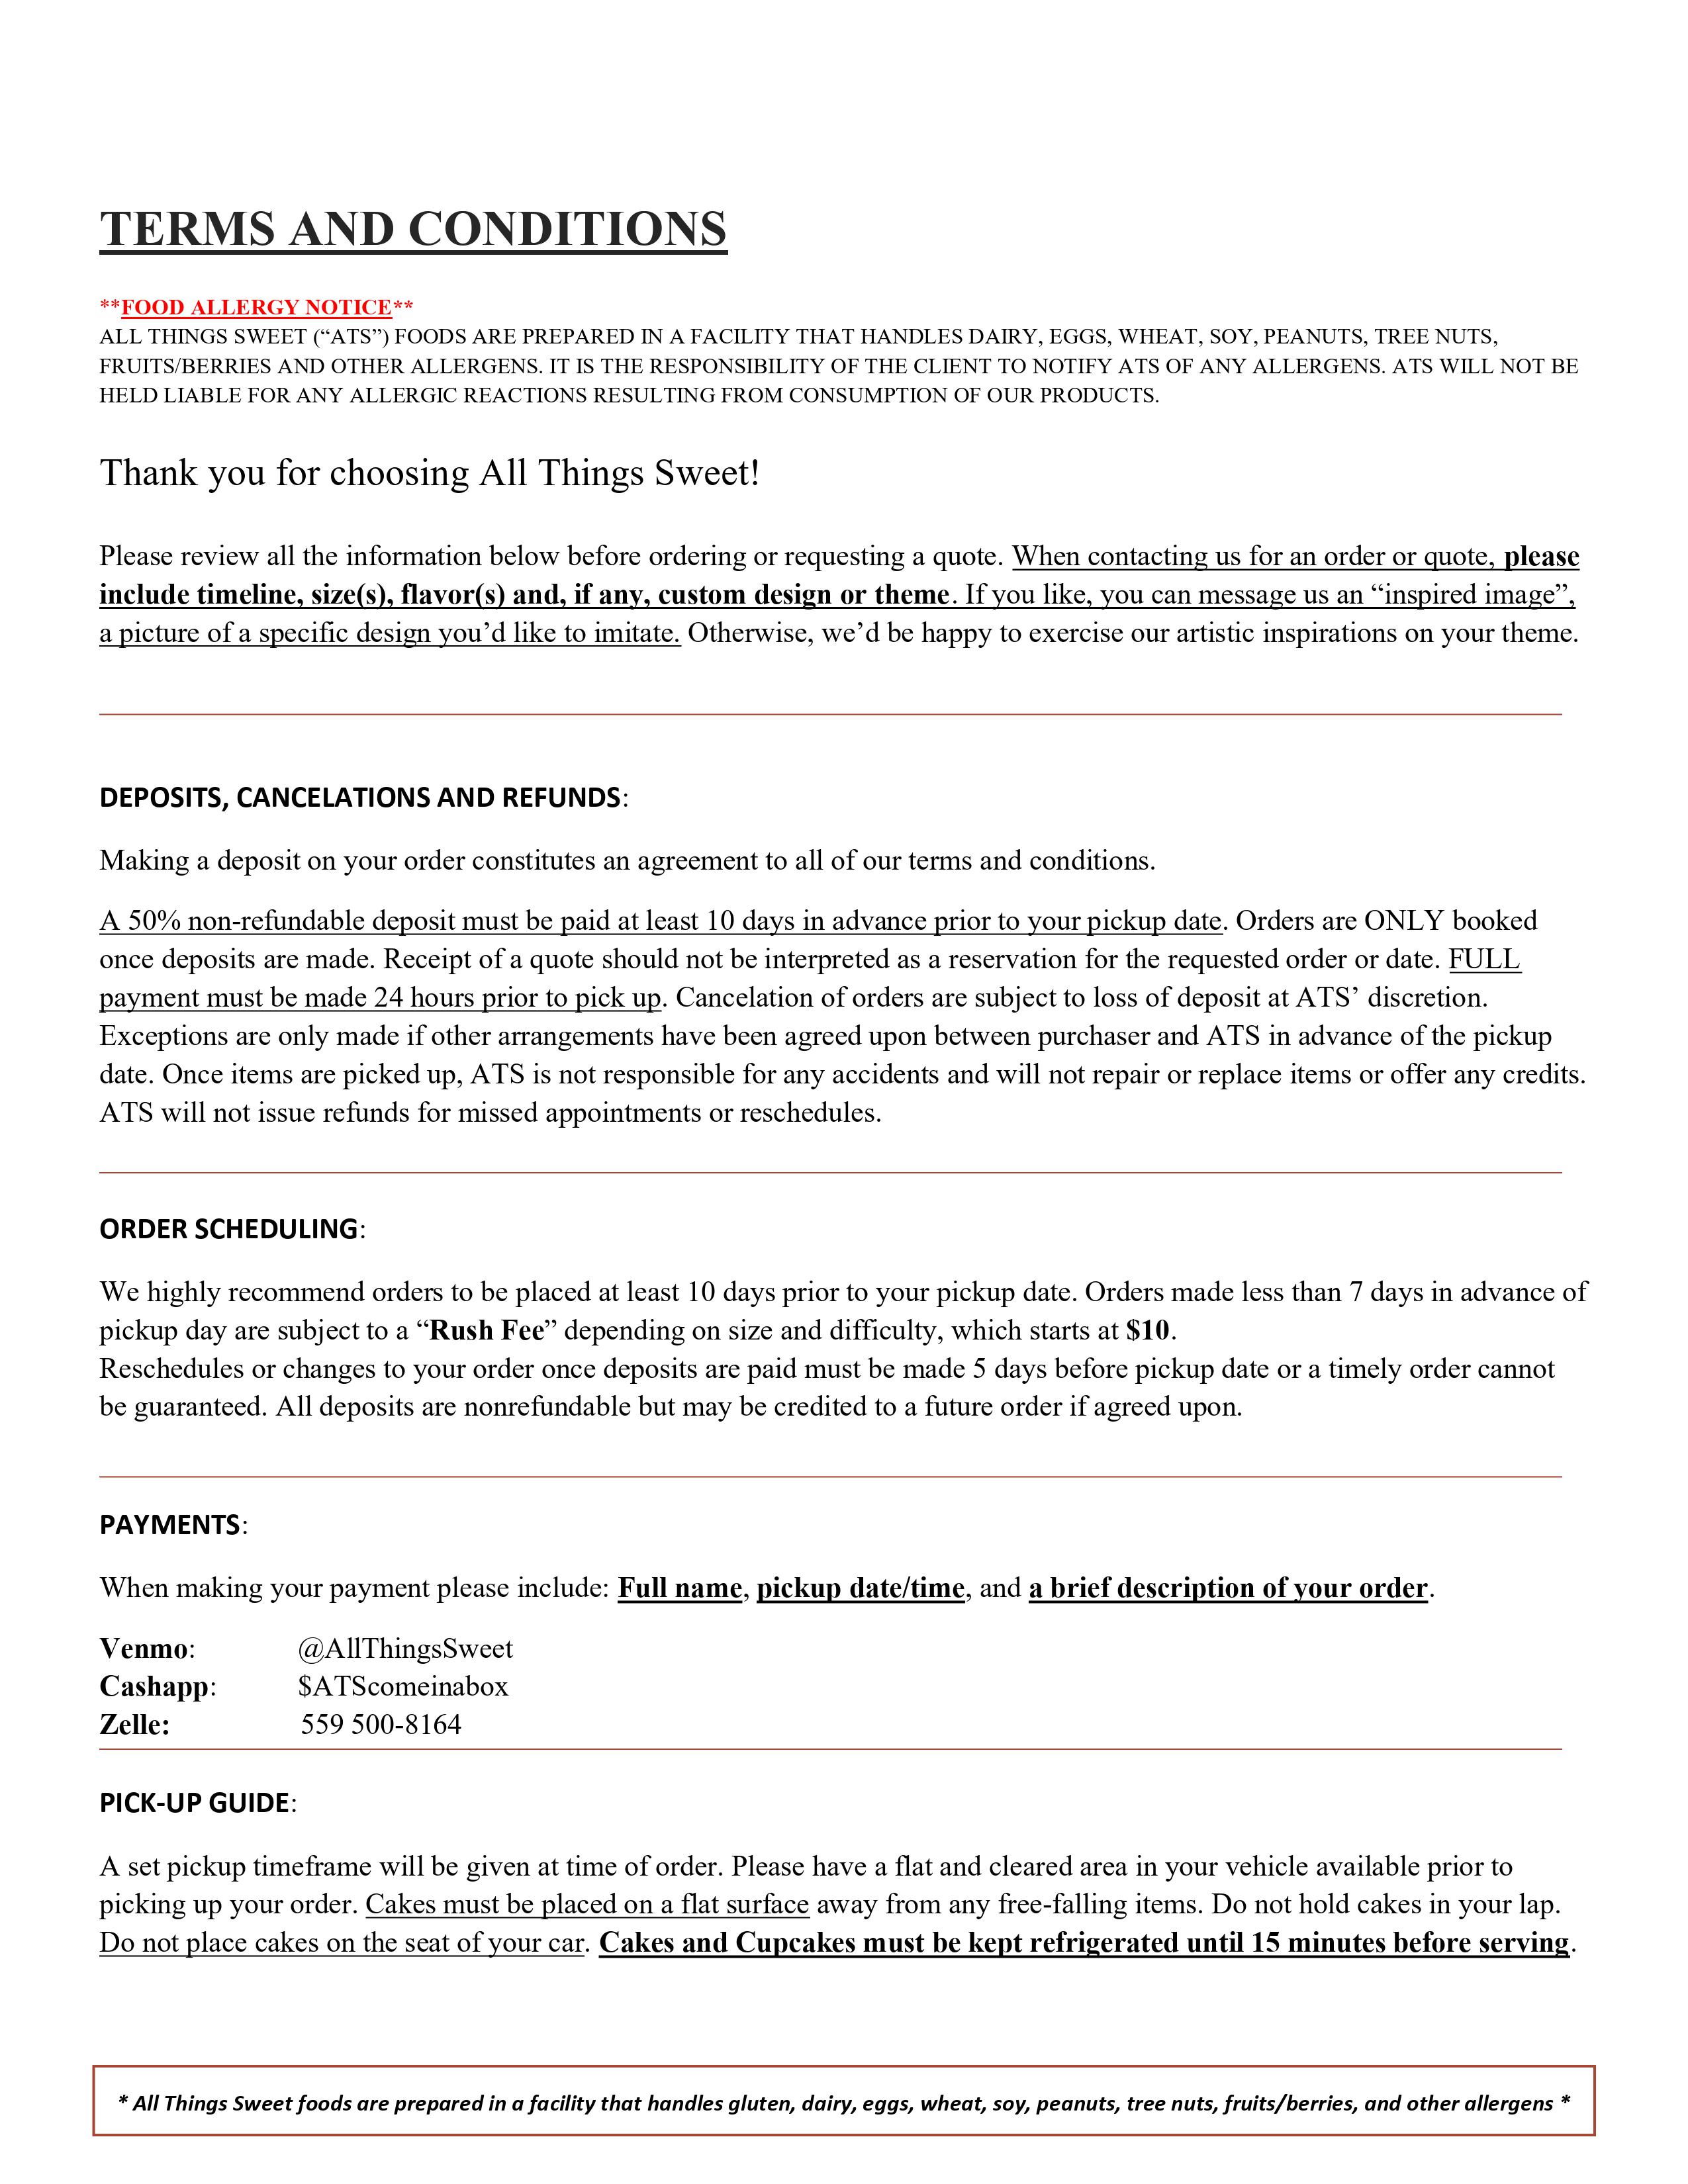 TERMS AND CONDITIONS
**FOOD ALLERGY NOTICE**
ALL THINGS SWEET (“ATS”) FOODS ARE PREPARED IN A FACILITY THAT HANDLES DAIRY, EGGS, WHEAT, SOY, PEANUTS, TREE NUTS,
FRUITS/BERRIES AND OTHER ALLERGENS. IT IS THE RESPONSIBILITY OF THE CLIENT TO NOTIFY ATS OF ANY ALLERGENS. ATS WILL NOT BE
HELD LIABLE FOR ANY ALLERGIC REACTIONS RESULTING FROM CONSUMPTION OF OUR PRODUCTS.
Thank you for choosing All Things Sweet!
Please review all the information below before ordering or requesting a quote. When contacting us for an order or quote, please
include timeline, size(s), flavor(s) and, if any, custom design or theme. If you like, you can message us an “inspired image”,
a picture of a specific design you’d like to imitate. Otherwise, we’d be happy to exercise our artistic inspirations on your theme.
DEPOSITS, CANCELATIONS AND REFUNDS:
Making a deposit on your order constitutes an agreement to all of our terms and conditions.
A 50% non-refundable deposit must be paid at least 10 days in advance prior to your pickup date. Orders are ONLY booked
once deposits are made. Receipt of a quote should not be interpreted as a reservation for the requested order or date. FULL
payment must be made 24 hours prior to pick up. Cancelation of orders are subject to loss of deposit at ATS’ discretion.
Exceptions are only made if other arrangements have been agreed upon between purchaser and ATS in advance of the pickup
date. Once items are picked up, ATS is not responsible for any accidents and will not repair or replace items or offer any credits.
ATS will not issue refunds for missed appointments or reschedules.
ORDER SCHEDULING:
We highly recommend orders to be placed at least 10 days prior to your pickup date. Orders made less than 7 days in advance of
pickup day are subject to a “Rush Fee” depending on size and difficulty, which starts at $10.
Reschedules or changes to your order once deposits are paid must be made 5 days before pickup date or a timely order cannot
be guaranteed. All deposits are nonrefundable but may be credited to a future order if agreed upon.
PAYMENTS:
When making your payment please include: Full name, pickup date/time, and a brief description of your order.
Venmo: @AllThingsSweet
Cashapp: $ATScomeinabox
Zelle: 559 500-8164
PICK-UP GUIDE:
A set pickup timeframe will be given at time of order. Please have a flat and cleared area in your vehicle available prior to
picking up your order. Cakes must be placed on a flat surface away from any free-falling items. Do not hold cakes in your lap.
Do not place cakes on the seat of your car. Cakes and Cupcakes must be kept refrigerated until 15 minutes before serving.
* All Things Sweet foods are prepared in a facility that handles gluten, dairy, eggs, wheat, soy, peanuts, tree nuts, fruits/berries, and other allergens *